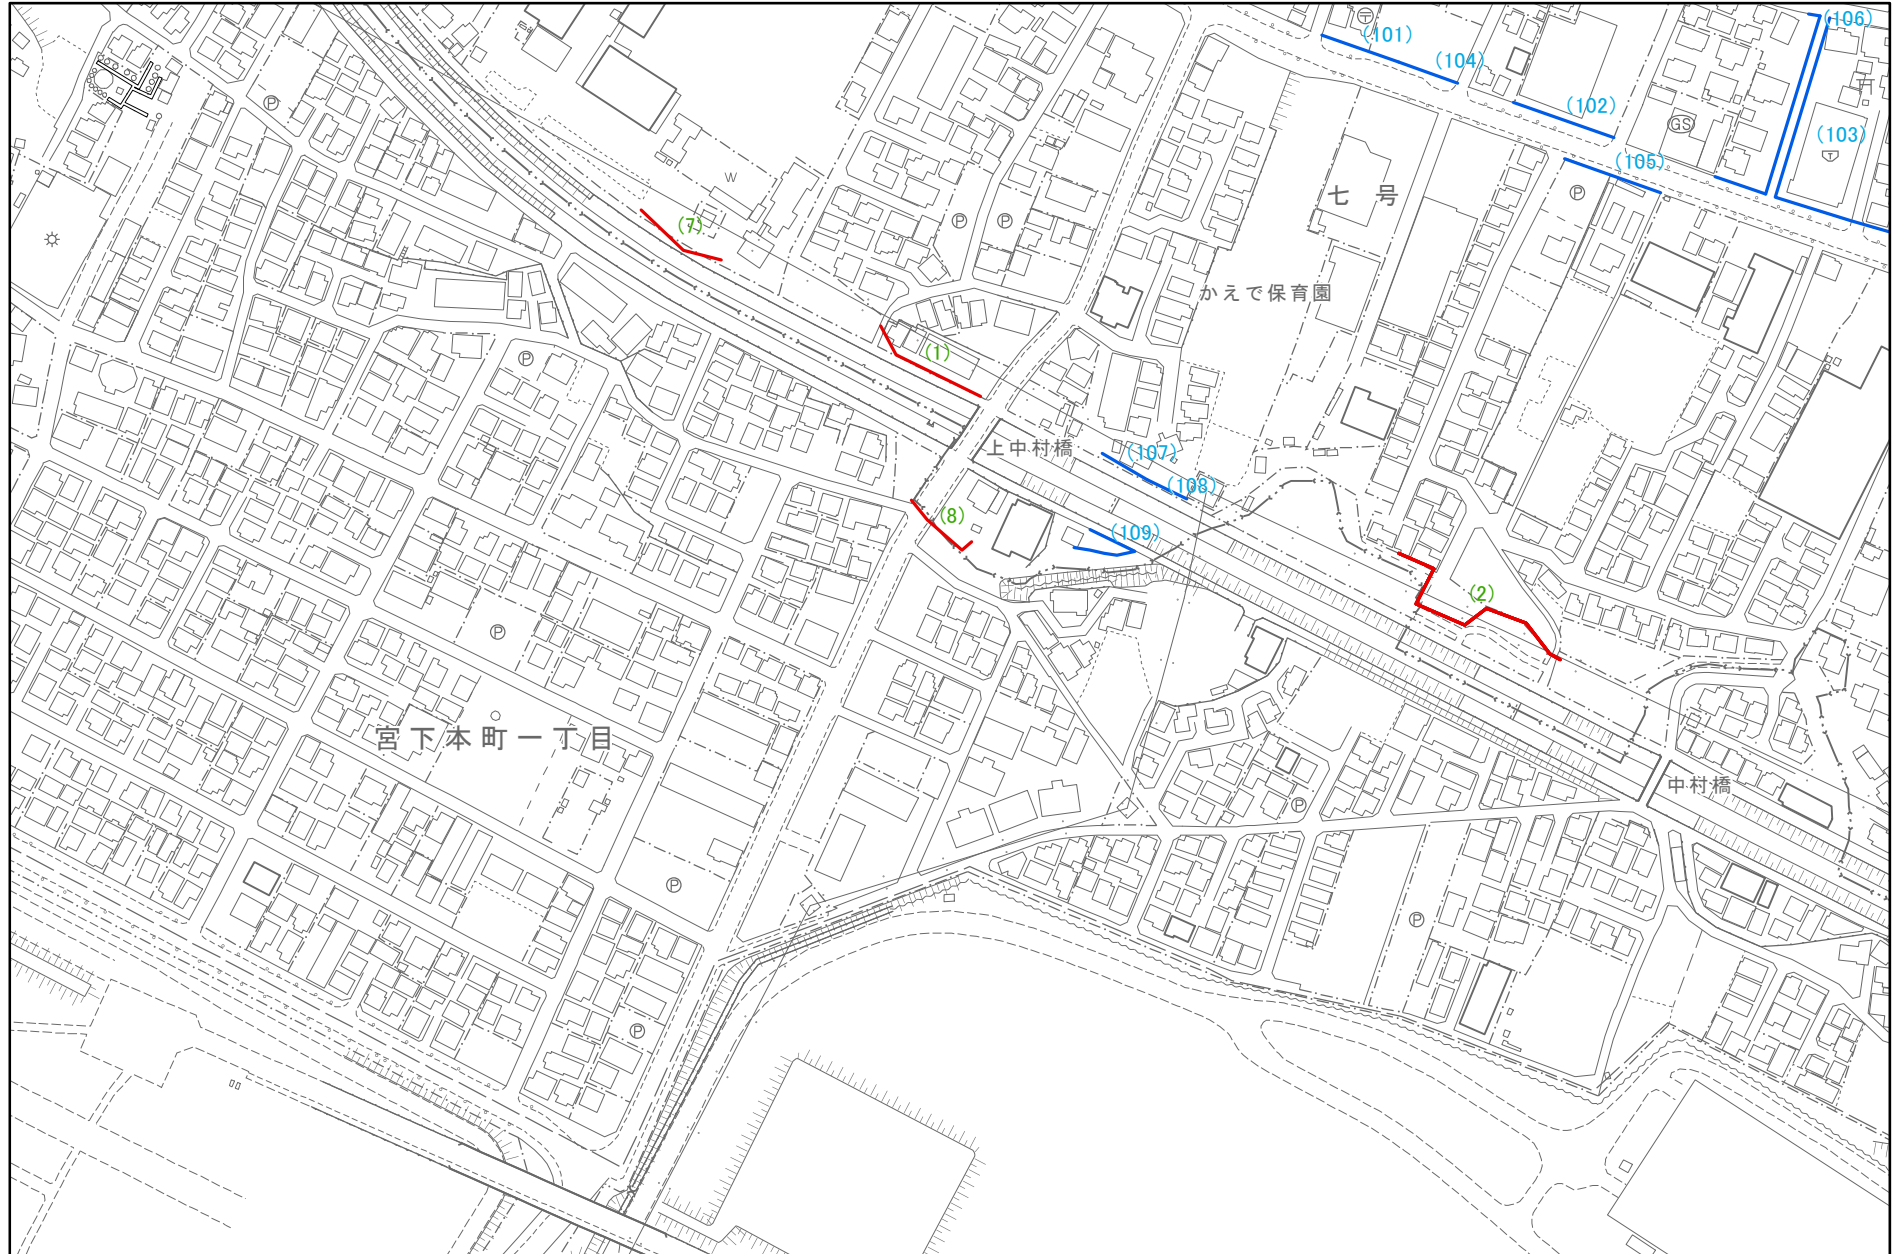 (106)
(101)
(104)
(102)
GS
(103)
(105)
P
七号
W
(7)
P
P
P
かえで保育園
(1)
P
上中村橋
(107)
(108)
(8)
(109)
(2)
P
宮下本町一丁目
中村橋
P
P
P
P